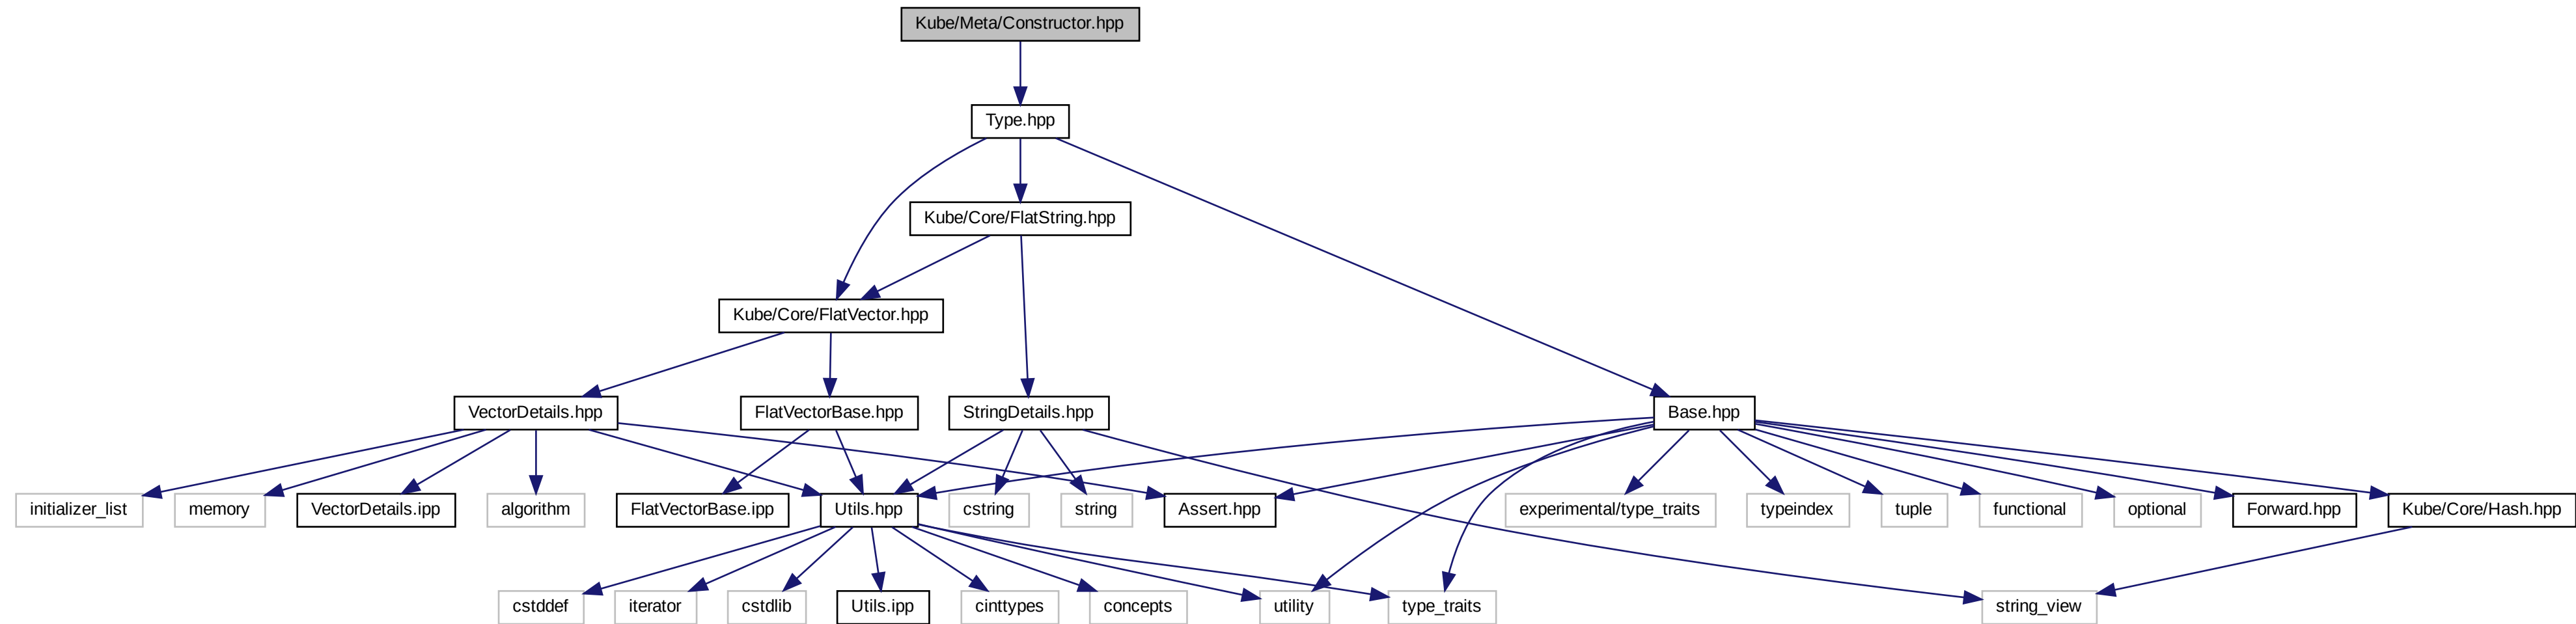 Kube/Meta/Constructor.hpp
Type.hpp
Kube/Core/FlatString.hpp
Kube/Core/FlatVector.hpp
VectorDetails.hpp
FlatVectorBase.hpp
StringDetails.hpp
Base.hpp
initializer_list
memory
VectorDetails.ipp
algorithm
FlatVectorBase.ipp
Utils.hpp
cstring
string
Assert.hpp
experimental/type_traits
typeindex
tuple
functional
optional
Forward.hpp
Kube/Core/Hash.hpp
cstddef
iterator
cstdlib
Utils.ipp
cinttypes
concepts
utility
type_traits
string_view